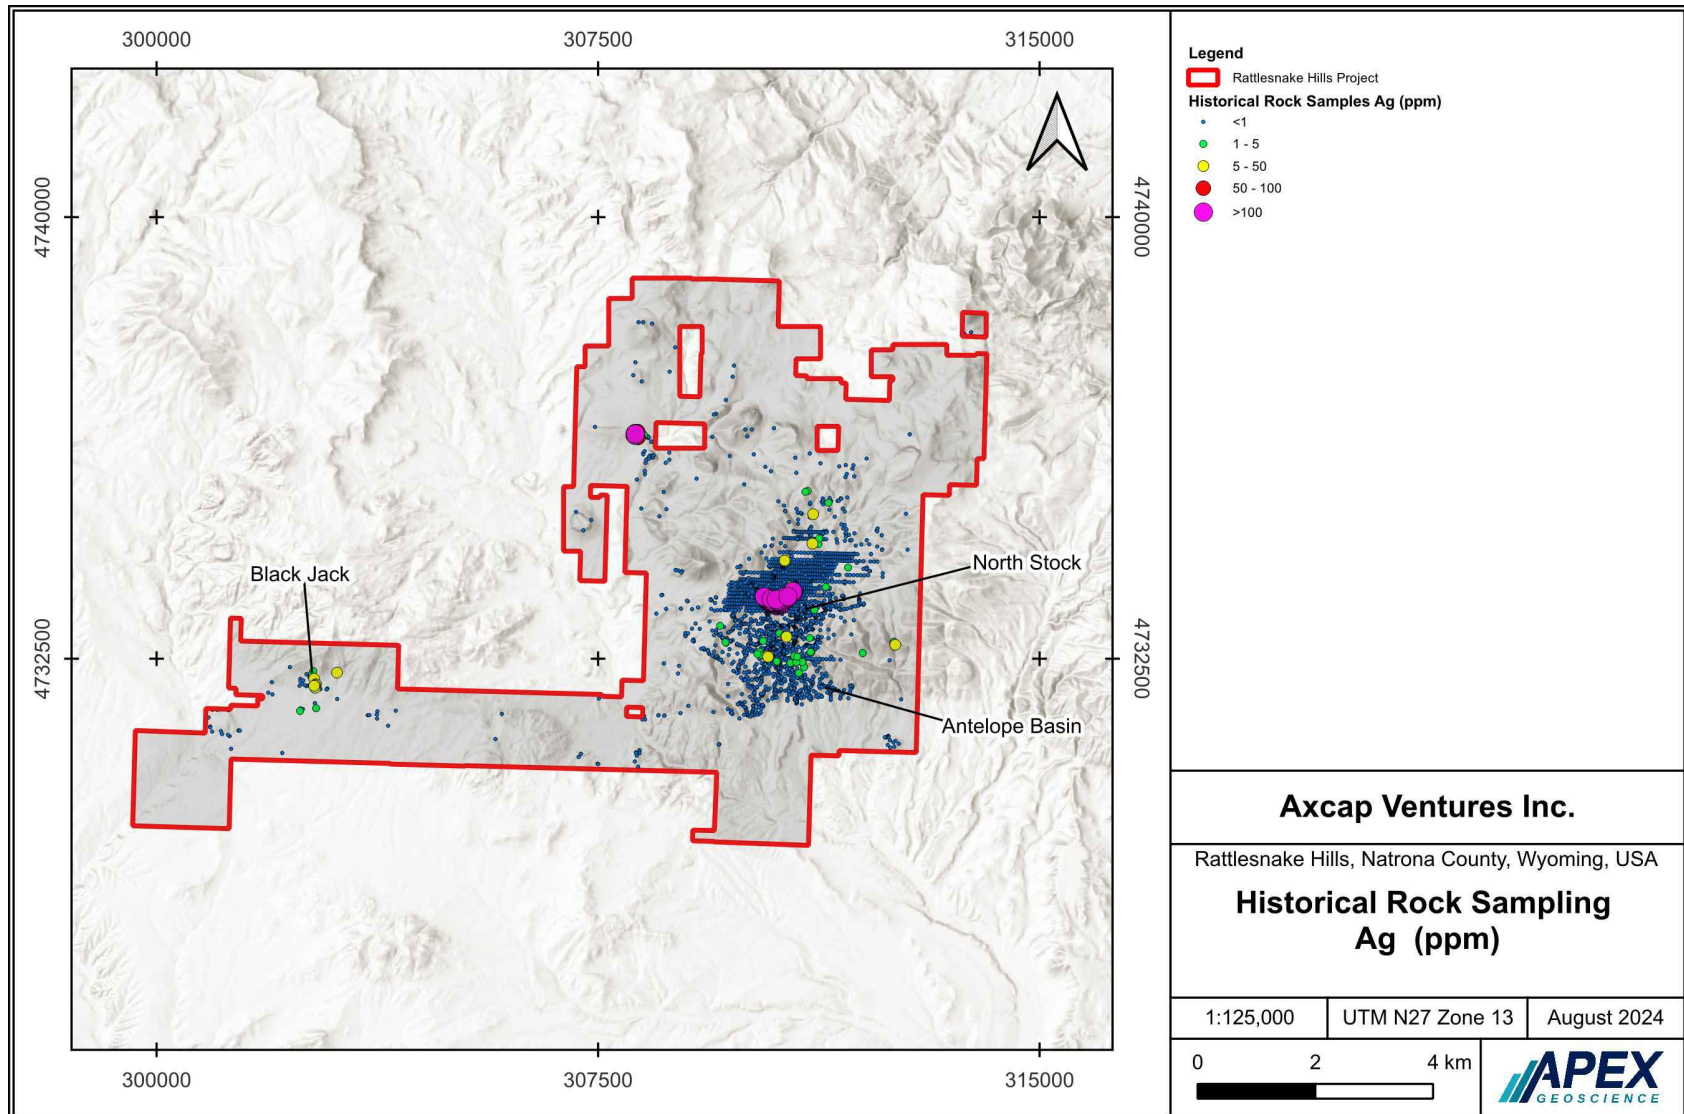 300000
307500
315000
4740000
4740000
4732500
4732500
Black Jack
North Stock
Antelope Basin
300000
307500
315000
Legend
Rattlesnake Hills Project
Historical Rock Samples Ag (ppm)
<1
1 - 5
5 - 50
50 - 100
>100
Axcap Ventures Inc.
Rattlesnake Hills, Natrona County, Wyoming, USA
Historical Rock Sampling
Ag (ppm)
1:125,000
UTM N27 Zone 13
August 2024
0 2 4 km
APEX
GEOSCIENCE